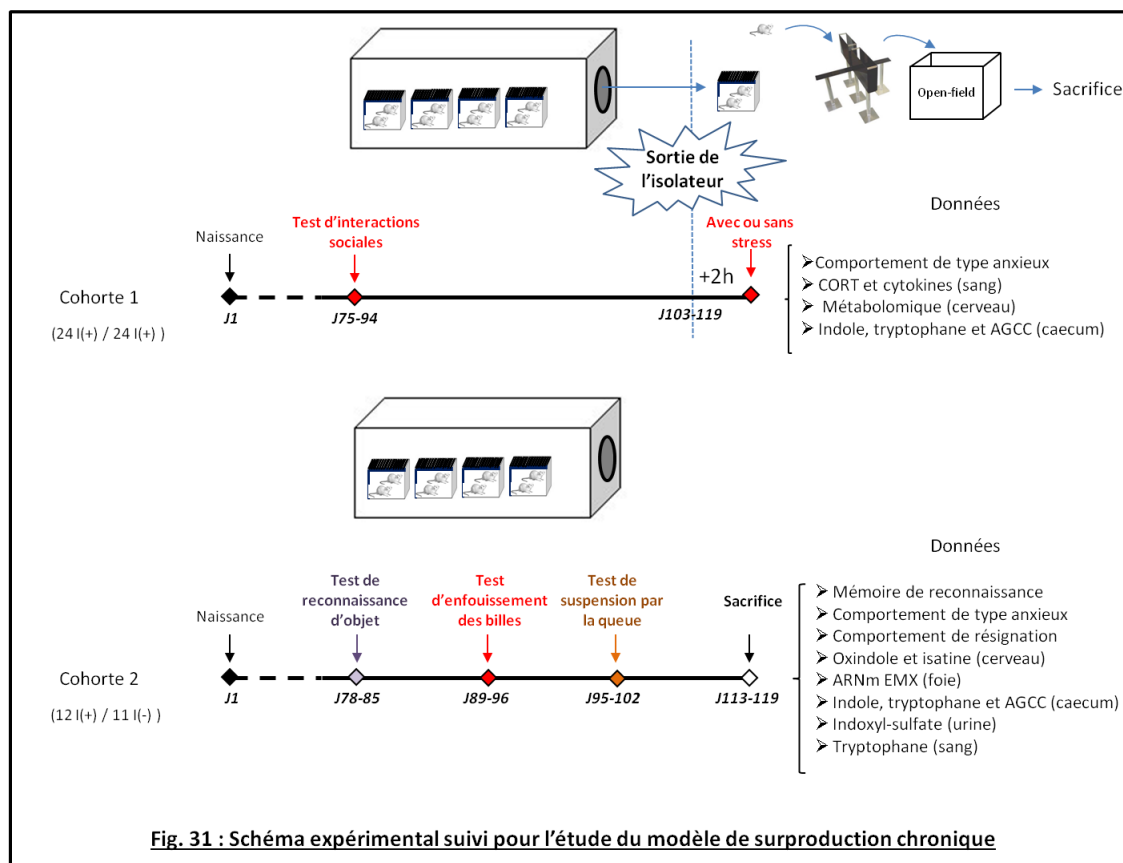 Open-field
Sacrifice
Sortie de
l'isolateur
Données
Test d'interactions
sociales
Avec ou sans
stress
Naissance
+2h
Cohorte 1
(24 I(+) / 24 I(+) )
J1
J75-94
J103-119
➢Comportement de type anxieux
➢ CORT et cytokines (sang)
➢ Métabolomique (cerveau)
➢ Indole, tryptophane et AGCC (caecum)
Données
Test de
reconnaissance
d'objet
Test
d'enfouissement
des billes
Test de
suspension par
la queue
Sacrifice
Naissance
Cohorte 2
(12 I(+) / 11 I(-) )
J1
J78-85
J89-96
J95-102
J113-119
➢ Mémoire de reconnaissance
➢ Comportement de type anxieux
➢ Comportement de résignation
➢ Oxindole et isatine (cerveau)
➢ ARNm EMX (foie)
➢ Indole, tryptophane et AGCC (caecum)
➢ Indoxyl-sulfate (urine)
➢ Tryptophane (sang)
Fig. 31 : Schéma expérimental suivi pour l'étude du modèle de surproduction chronique